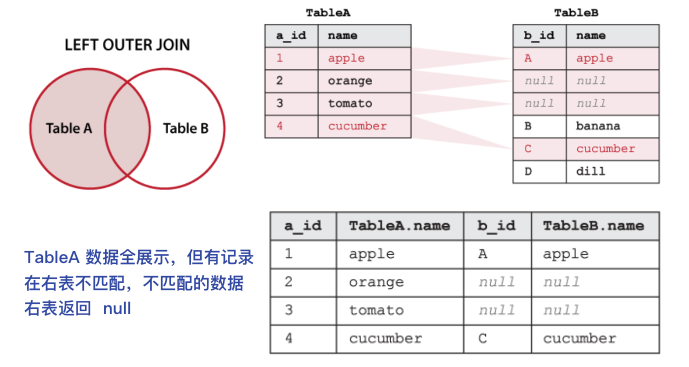 LEFT OUTER JOIN
Table A
Table B
TableA
a_id name
1 apple
2 orange
3 tomato
4 cucumber
TableB
b_id name
A apple
null null
null null
B banana
C cucumber
D dill
TableA 数据全展示，但有记录
在右表不匹配，不匹配的数据
右表返回 null
a_id TableA.name b_id TableB.name
1 apple A apple
2 orange null null
3 tomato null null
4 cucumber C cucumber